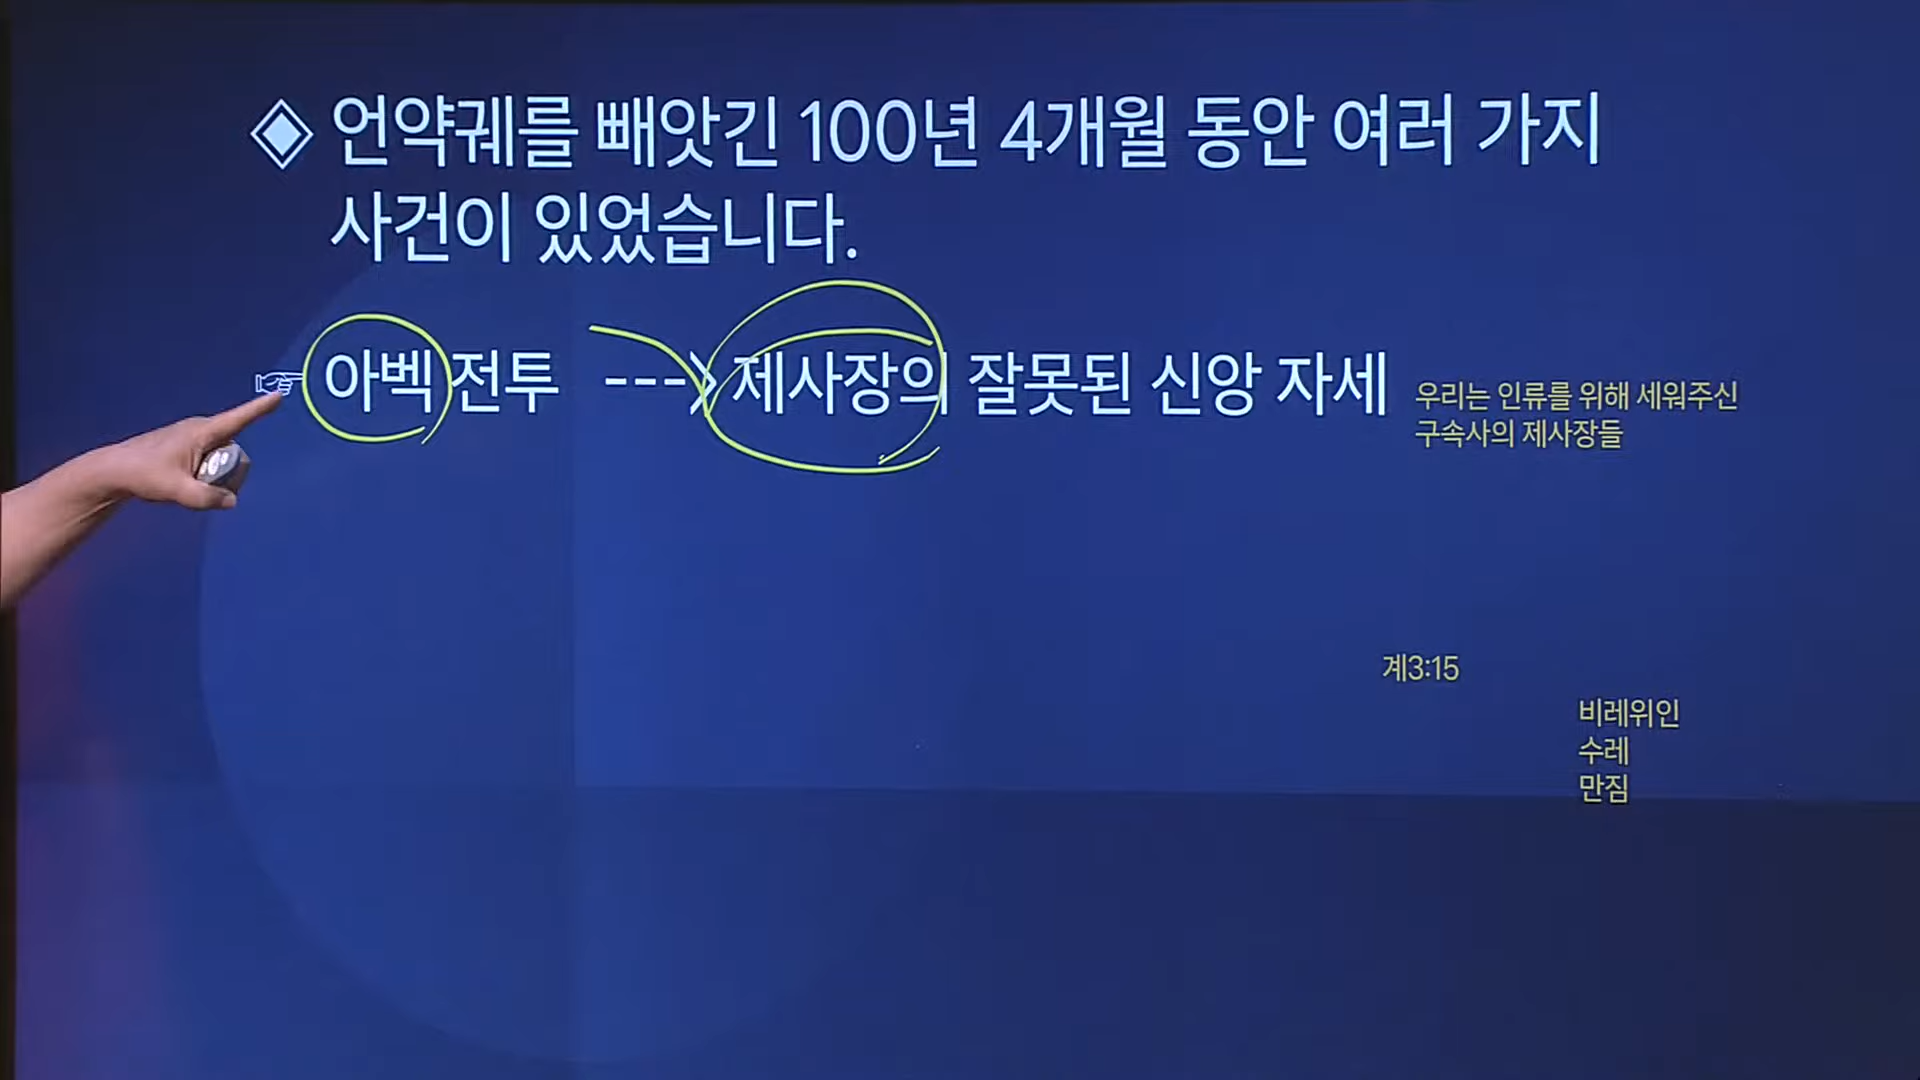 ◈ 언약궤를 빼앗긴 100년 4개월 동안 여러 가지
사건이 있었습니다.
☞ 아벡 전투 ---> 제사장의 잘못된 신앙 자세
우리는 인류를 위해 세워주신
구속사의 제사장들
계3:15
비레위인
수레
만짐